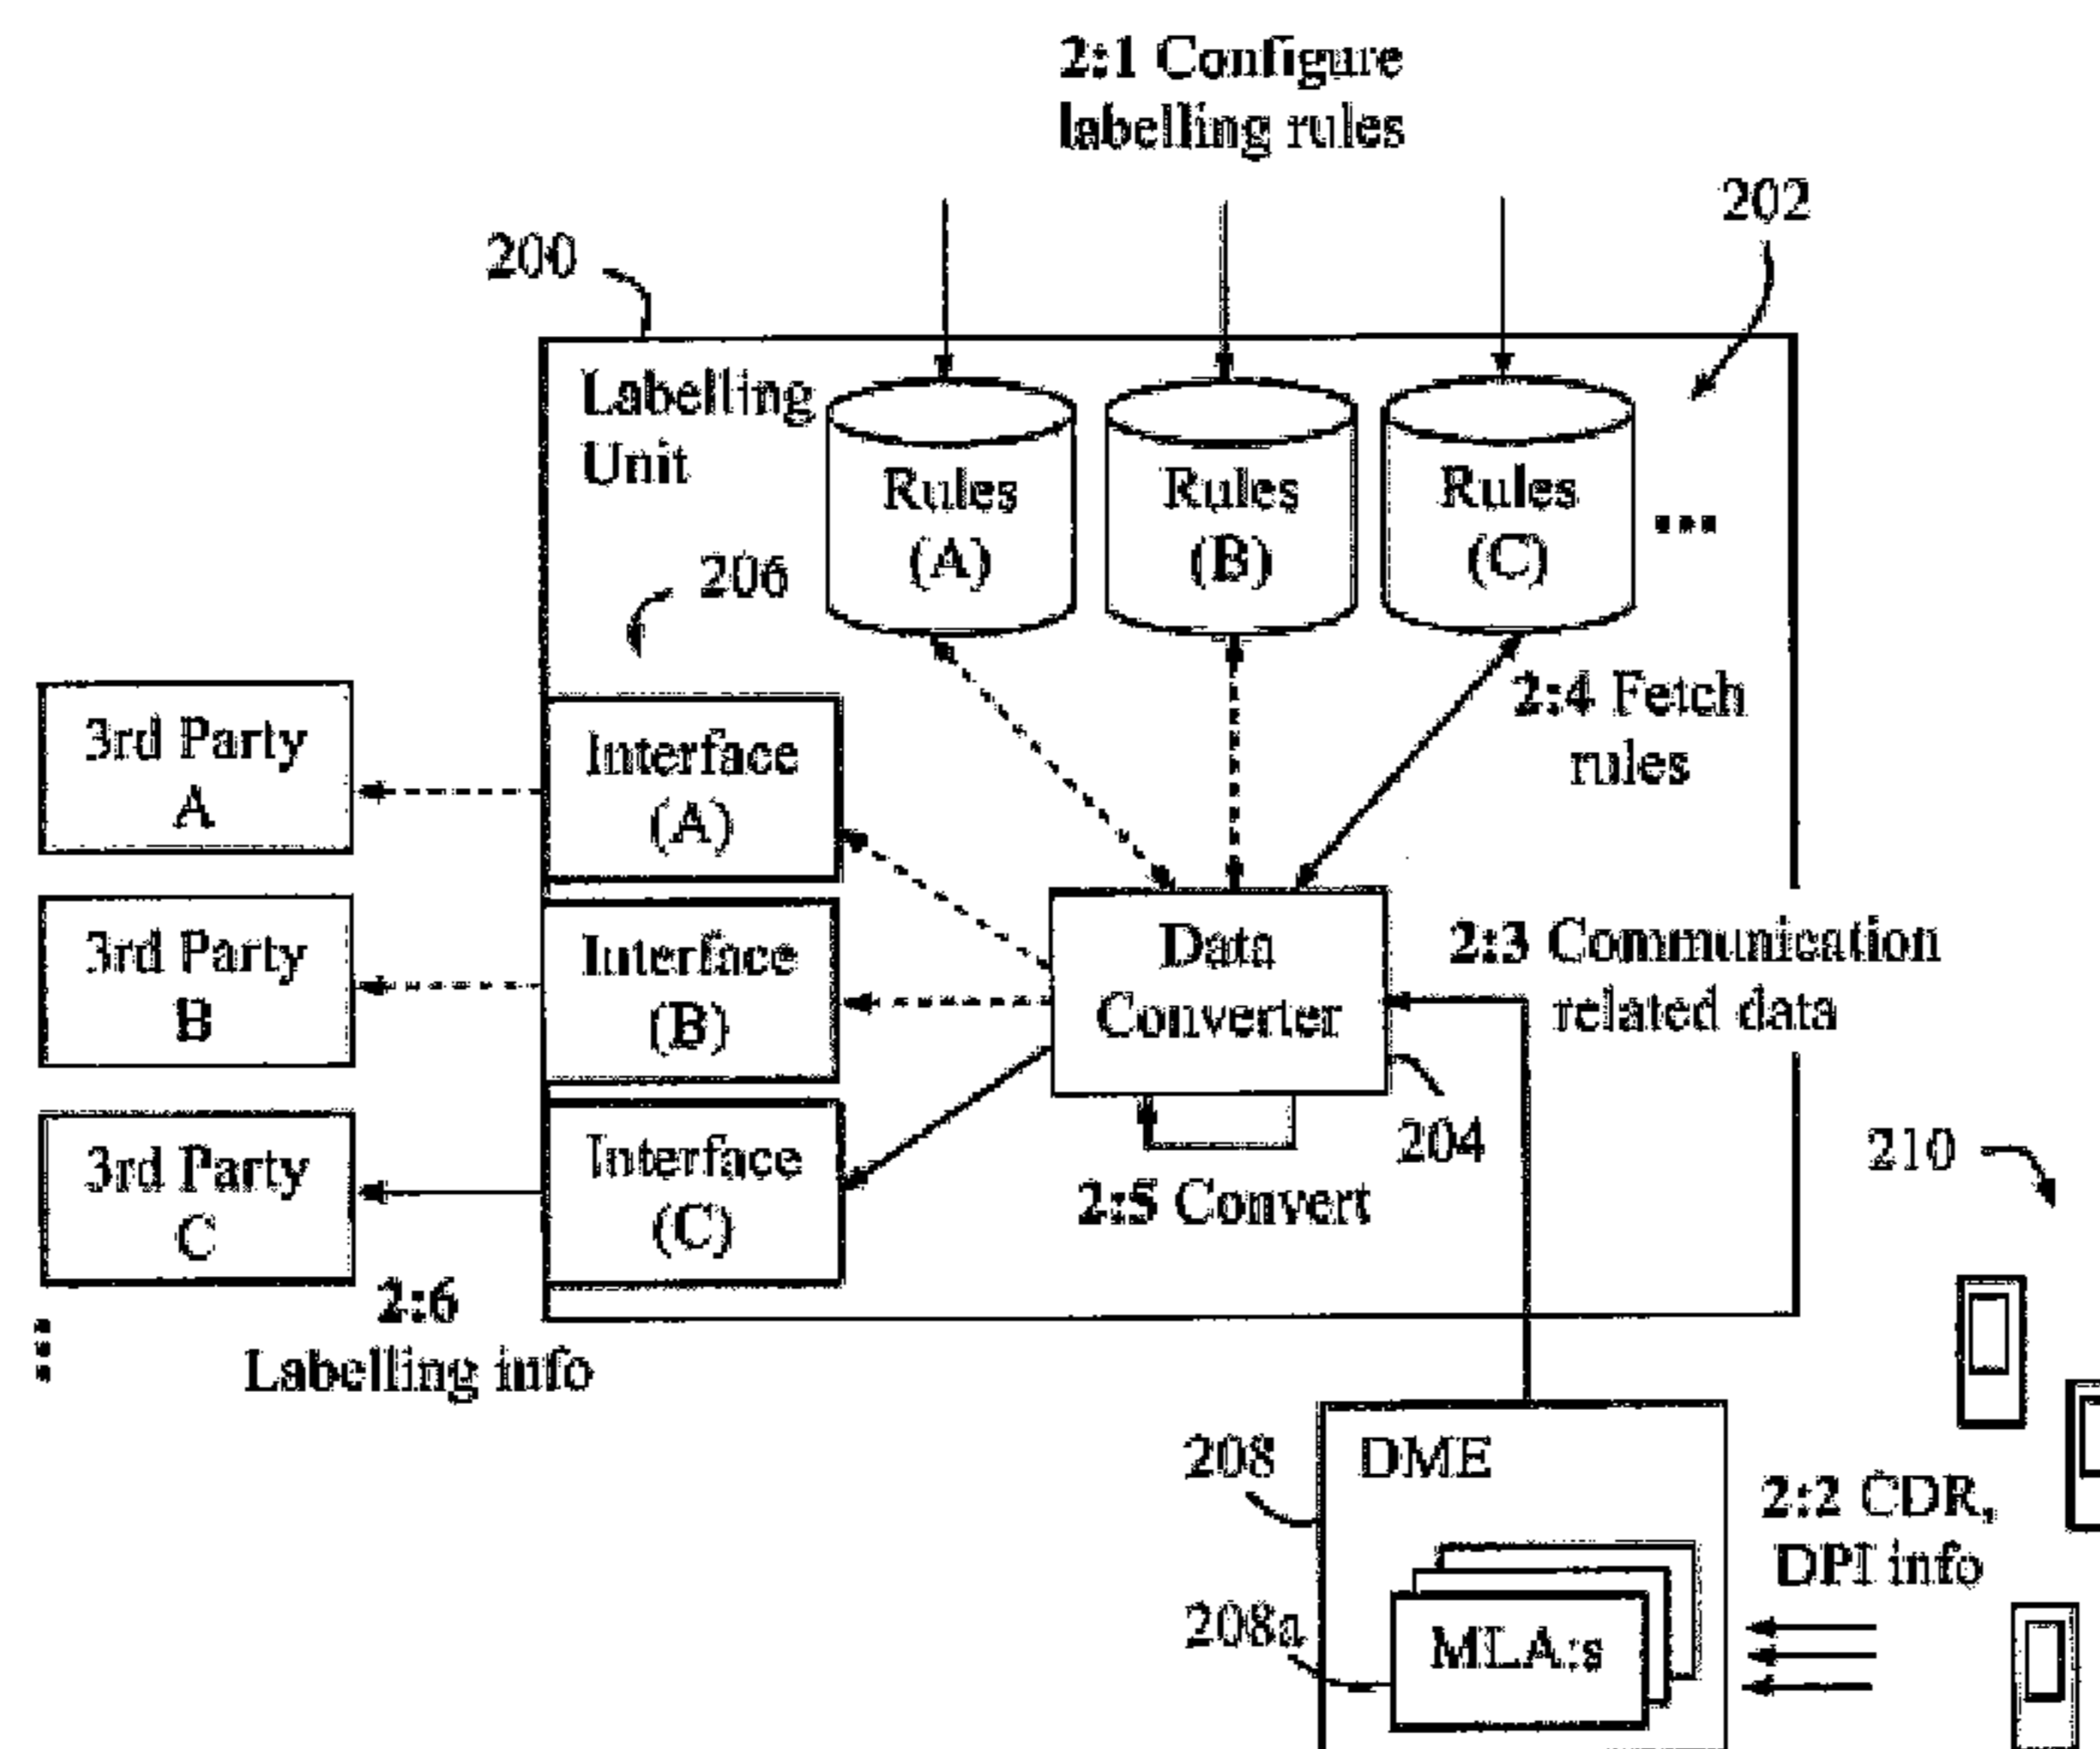 2:1 Configure
labelling rules
202
200
Labelling
Unit
Rules
(A)
Rules
(B)
Rules
(C)
...
206
2:4 Fetch
rules
3rd Party
A
Interface
(A)
3rd Party
B
Interface
(B)
Data
Converter
2:3 Communication
related data
204
210
3rd Party
C
Interface
(C)
2:5 Convert
2:6
Labelling info
208
DME
2:2 CDR,
DPI info
208a
MLA:s